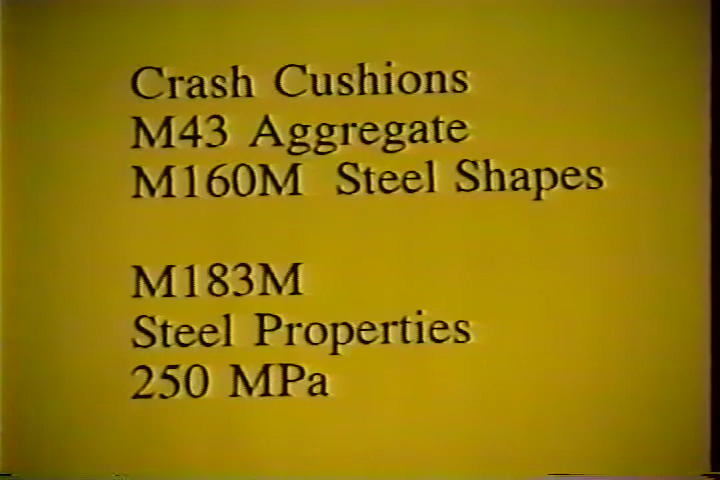 Crash Cushions
M43 Aggregate
M160M Steel Shapes
M183M
Steel Properties
250 MPa